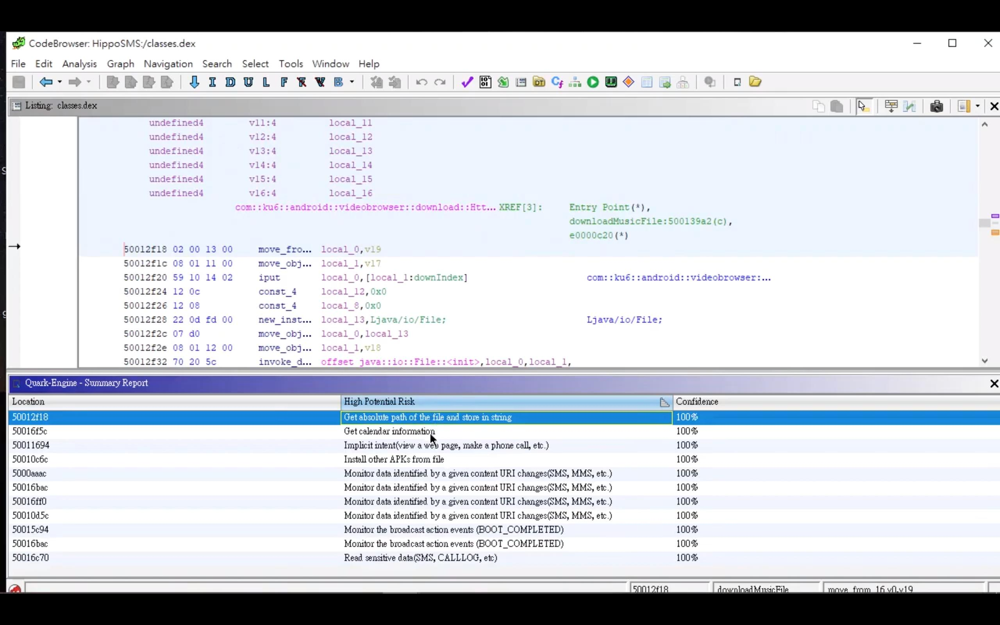 CodeBrowser: HippoSMS:/classes.dex
File Edit Analysis Graph Navigation Search Select Tools Window Help
I D U L F B
Listing: classes.dex
undefined4 v11:4 local_11
undefined4 v12:4 local_12
undefined4 v13:4 local_13
undefined4 v14:4 local_14
undefined4 v15:4 local_15
undefined4 v16:4 local_16
com::ku6::android::videobrowser::download::Htt... XREF[3]: Entry Point(*),
downloadMusicFile:500139a2(c),
e0000c20(*)
50012f18 02 00 13 00 move_fro... local_0,v19
50012f1c 08 01 11 00 move_obj... local_1,v17
50012f20 59 10 14 02 iput local_0,[local_1:downIndex] com::ku6::android::videobrowser:...
50012f24 12 0c const_4 local_12,0x0
50012f26 12 08 const_4 local_8,0x0
50012f28 22 0d fd 00 new_inst... local_13,Ljava/io/File; Ljava/io/File;
50012f2c 07 d0 move_obj... local_0,local_13
50012f2e 08 01 12 00 move_obj... local_1,v18
50012f32 70 20 5c invoke_d... offset java::io::File::<init>,local_0,local_1,
Quark-Engine - Summary Report
Location High Potential Risk Confidence
50012f18 Get absolute path of the file and store in string 100%
50016f5c Get calendar information 100%
50011694 Implicit intent(view a web page, make a phone call, etc.) 100%
50010c6c Install other APKs from file 100%
5000aaac Monitor data identified by a given content URI changes(SMS, MMS, etc.) 100%
50016bac Monitor data identified by a given content URI changes(SMS, MMS, etc.) 100%
50016ff0 Monitor data identified by a given content URI changes(SMS, MMS, etc.) 100%
50010d5c Monitor data identified by a given content URI changes(SMS, MMS, etc.) 100%
50015c94 Monitor the broadcast action events (BOOT_COMPLETED) 100%
50016bac Monitor the broadcast action events (BOOT_COMPLETED) 100%
50016c70 Read sensitive data(SMS, CALLLOG, etc) 100%
50012f18 downloadMusicFile move_from_16 v0,v19